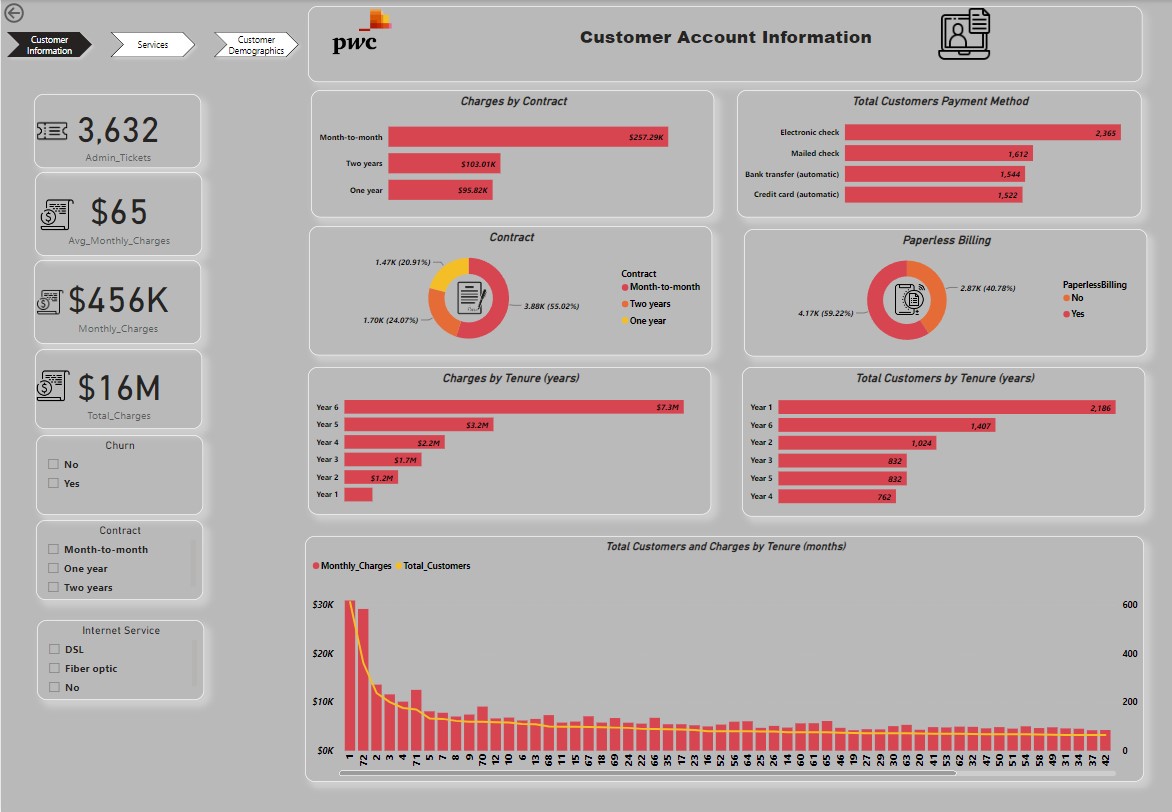 Customer
Information
Services
Customer
Demographics
pwc
Customer Account Information
3,632
Admin_Tickets
$65
Avg_Monthly_Charges
$456K
Monthly_Charges
$16M
Total_Charges
Churn
No
Yes
Contract
Month-to-month
One year
Two years
Internet Service
DSL
Fiber optic
No
Charges by Contract
Month-to-month $257.29K
Two years $103.01K
One year $95.82K
Total Customers Payment Method
Electronic check 2,365
Mailed check 1,612
Bank transfer (automatic) 1,544
Credit card (automatic) 1,522
Contract
1.47K (20.91%)
3.88K (55.02%)
1.70K (24.07%)
Contract
Month-to-month
Two years
One year
Paperless Billing
2.87K (40.78%)
4.17K (59.22%)
PaperlessBilling
No
Yes
Charges by Tenure (years)
Year 6 $7.3M
Year 5 $3.2M
Year 4 $2.2M
Year 3 $1.7M
Year 2 $1.2M
Year 1
Total Customers by Tenure (years)
Year 1 2,186
Year 6 1,407
Year 2 1,024
Year 3 832
Year 5 832
Year 4 762
Total Customers and Charges by Tenure (months)
Monthly_Charges Total_Customers
$30K 600
$20K 400
$10K 200
$0K 0
1 72 2 3 4 71 5 7 8 9 70 12 10 6 13 68 11 15 67 18 69 24 22 66 35 17 23 16 52 56 64 25 26 14 60 61 65 46 19 27 29 30 63 20 41 53 62 32 47 50 51 54 58 49 31 34 37 42